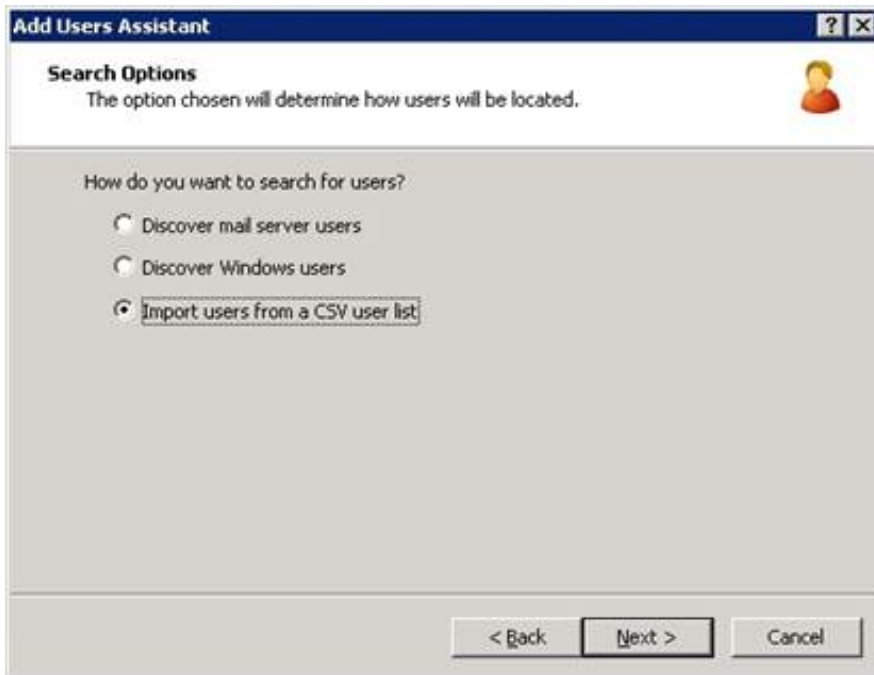 Add Users Assistant
Search Options
The option chosen will determine how users will be located.
How do you want to search for users?
Discover mail server users
Discover Windows users
Import users from a CSV user list
< Back Next > Cancel